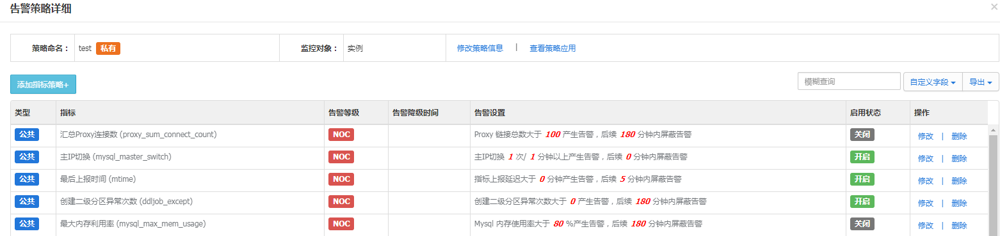 告警策略详细 ×
策略命名： test 私有 监控对象： 实例 修改策略信息 | 查看策略应用
添加指标策略+ 模糊查询 自定义字段 导出
类型 指标 告警等级 告警降级时间 告警设置 启用状态 操作
公共 汇总Proxy连接数 (proxy_sum_connect_count) NOC Proxy 链接总数大于 100 产生告警，后续 180 分钟内屏蔽告警 关闭 修改 | 删除
公共 主IP切换 (mysql_master_switch) NOC 主IP切换 1 次/ 1 分钟以上产生告警，后续 0 分钟内屏蔽告警 开启 修改 | 删除
公共 最后上报时间 (mtime) NOC 指标上报延迟大于 0 分钟产生告警，后续 5 分钟内屏蔽告警 开启 修改 | 删除
公共 创建二级分区异常次数 (ddljob_except) NOC 创建二级分区异常次数大于 0 产生告警，后续 180 分钟内屏蔽告警 开启 修改 | 删除
公共 最大内存利用率 (mysql_max_mem_usage) NOC Mysql 内存使用率大于 80 %产生告警，后续 180 分钟内屏蔽告警 关闭 修改 | 删除